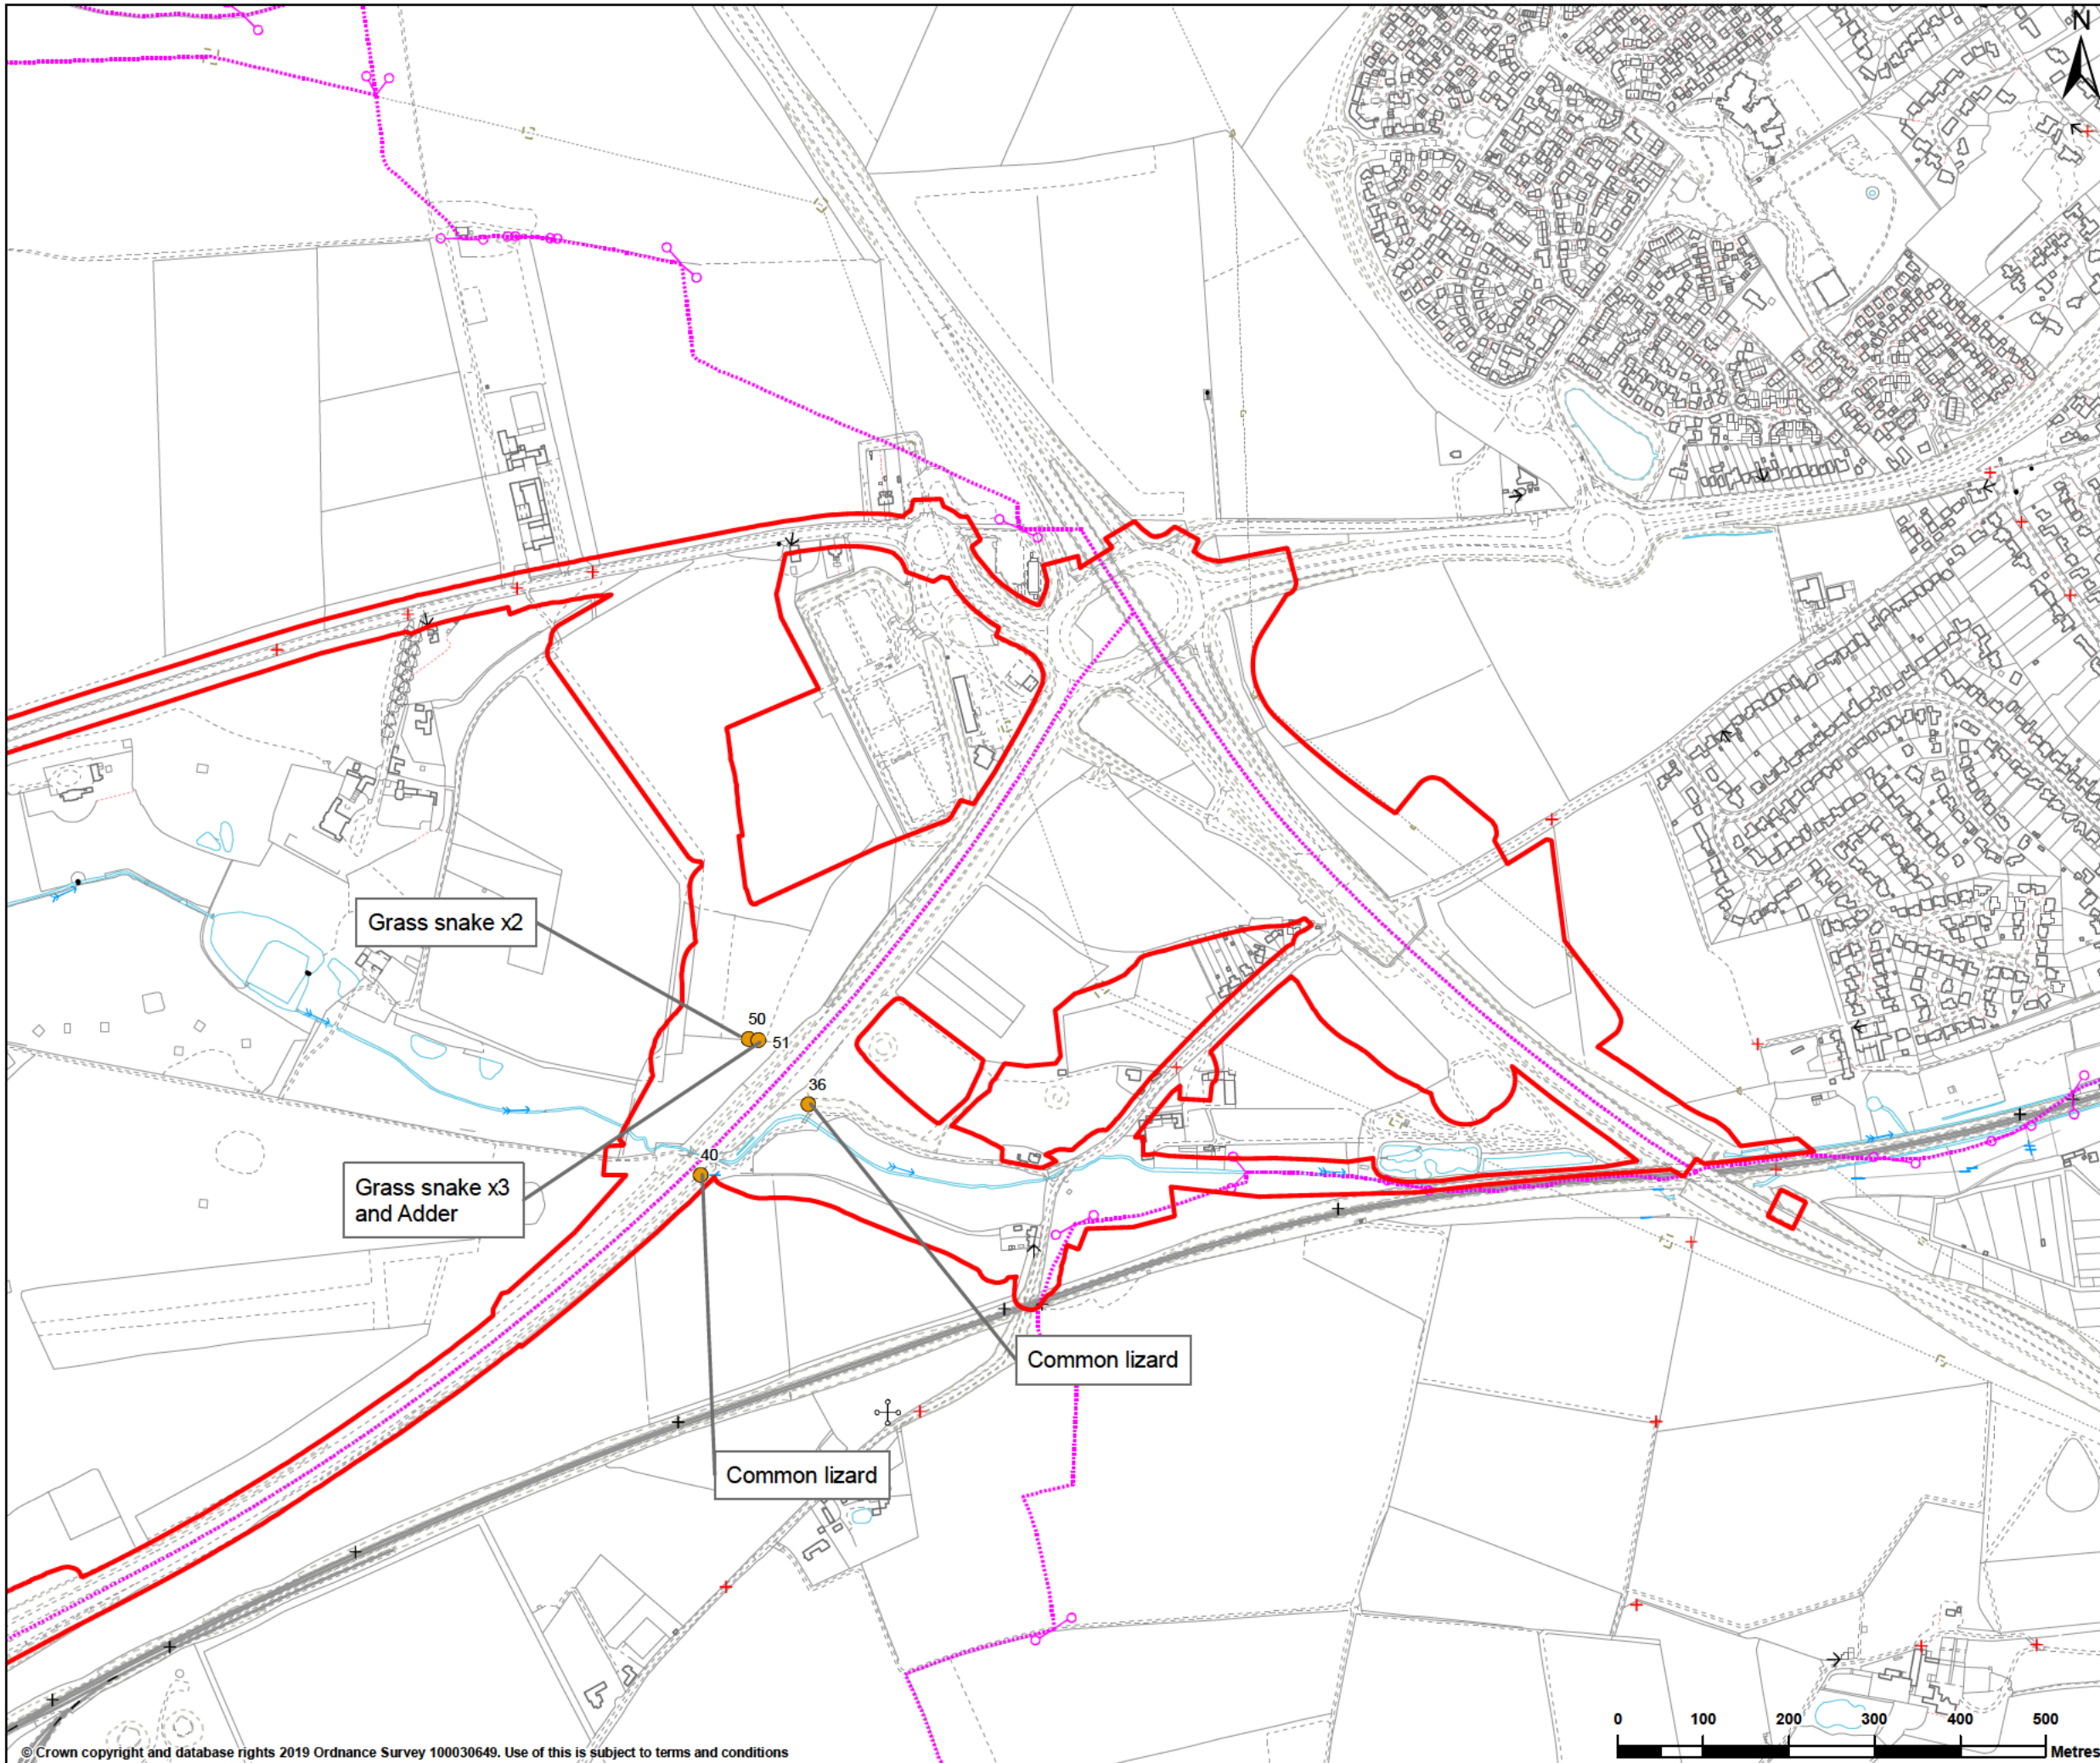 N
Grass snake x2
50
51
36
40
Grass snake x3
and Adder
Common lizard
Common lizard
0 100 200 300 400 500
Metres
© Crown copyright and database rights 2019 Ordnance Survey 100030649. Use of this is subject to terms and conditions